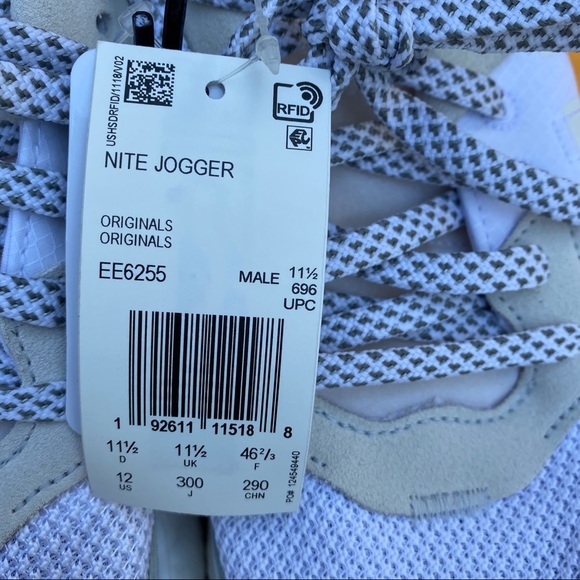 USHSDRFID/1118/V02
RFID
NITE JOGGER
ORIGINALS
ORIGINALS
EE6255
MALE 11½
696
UPC
1 92611 11518 8
11½ 11½ 46⅔
D UK F
12 300 290
US J CHN
PO# 124549440